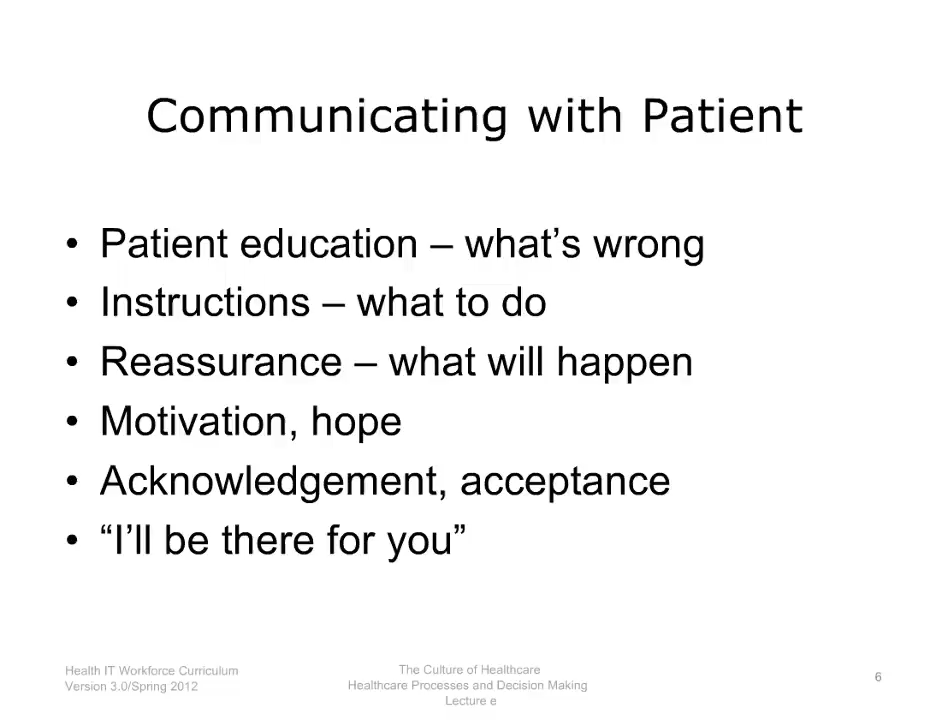 Communicating with Patient
• Patient education – what’s wrong
• Instructions – what to do
• Reassurance – what will happen
• Motivation, hope
• Acknowledgement, acceptance
• “I’ll be there for you”
Health IT Workforce Curriculum
Version 3.0/Spring 2012
The Culture of Healthcare
Healthcare Processes and Decision Making
Lecture e
6